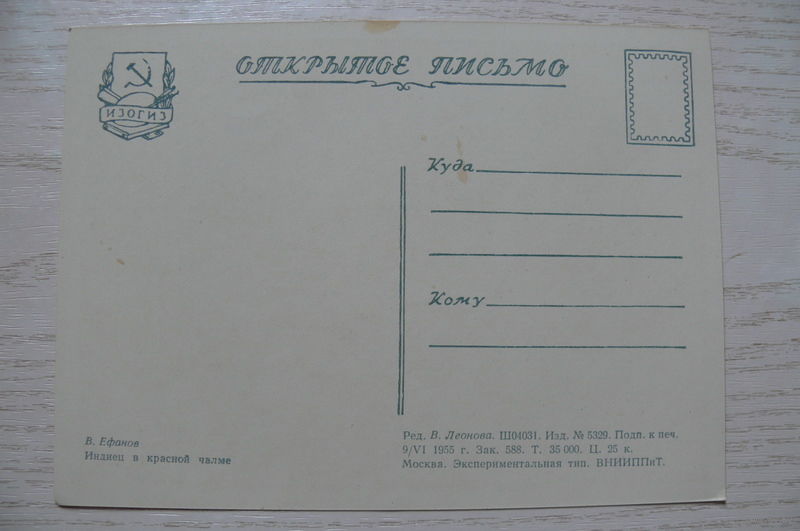 ИЗОГИЗ
ОТКРЫТОЕ ПИСЬМО
Куда
Кому
В. Ефанов
Индиец в красной чалме
Ред. В. Леонова. Ш04031. Изд. № 5329. Подп. к печ.
9/VI 1955 г. Зак. 588. Т. 35 000. Ц. 25 к.
Москва. Экспериментальная тип. ВНИИППиТ.